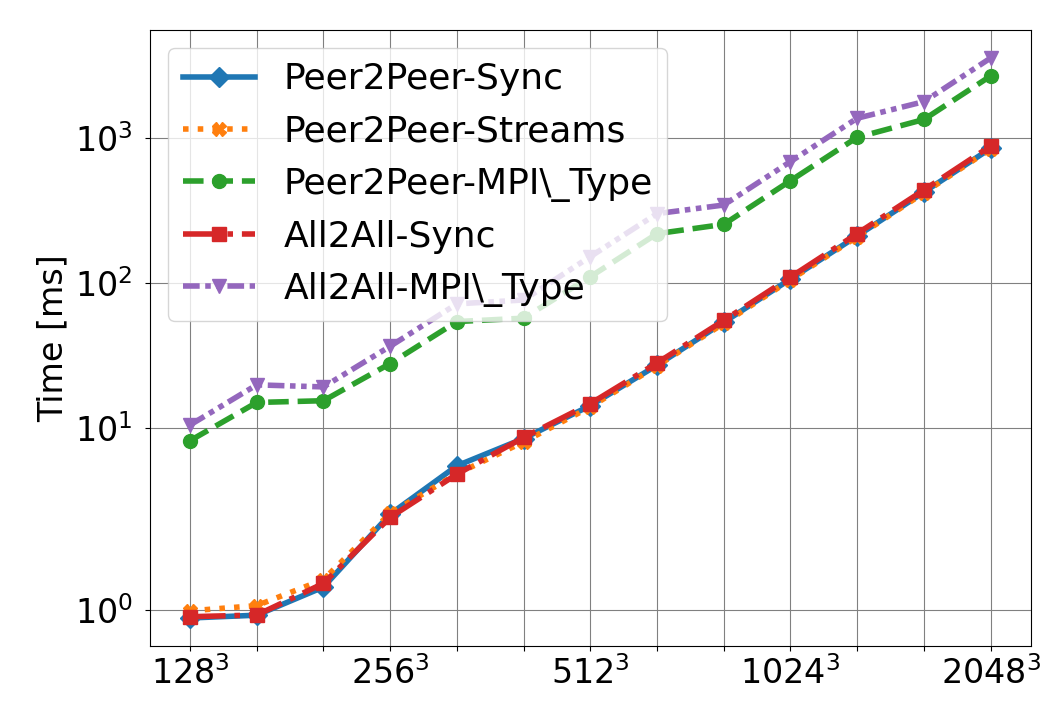 Peer2Peer-Sync
Peer2Peer-Streams
Peer2Peer-MPI\_Type
All2All-Sync
All2All-MPI\_Type
Time [ms]
10³
10²
10¹
10⁰
128³ 256³ 512³ 1024³ 2048³